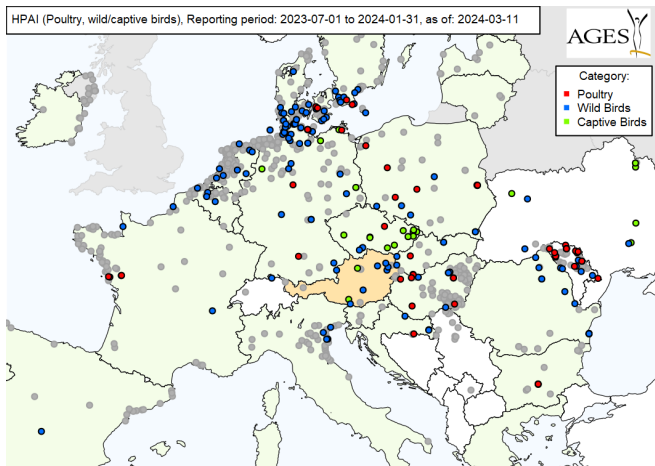 HPAI (Poultry, wild/captive birds), Reporting period: 2023-07-01 to 2024-01-31, as of: 2024-03-11
AGES
Category:
Poultry
Wild Birds
Captive Birds